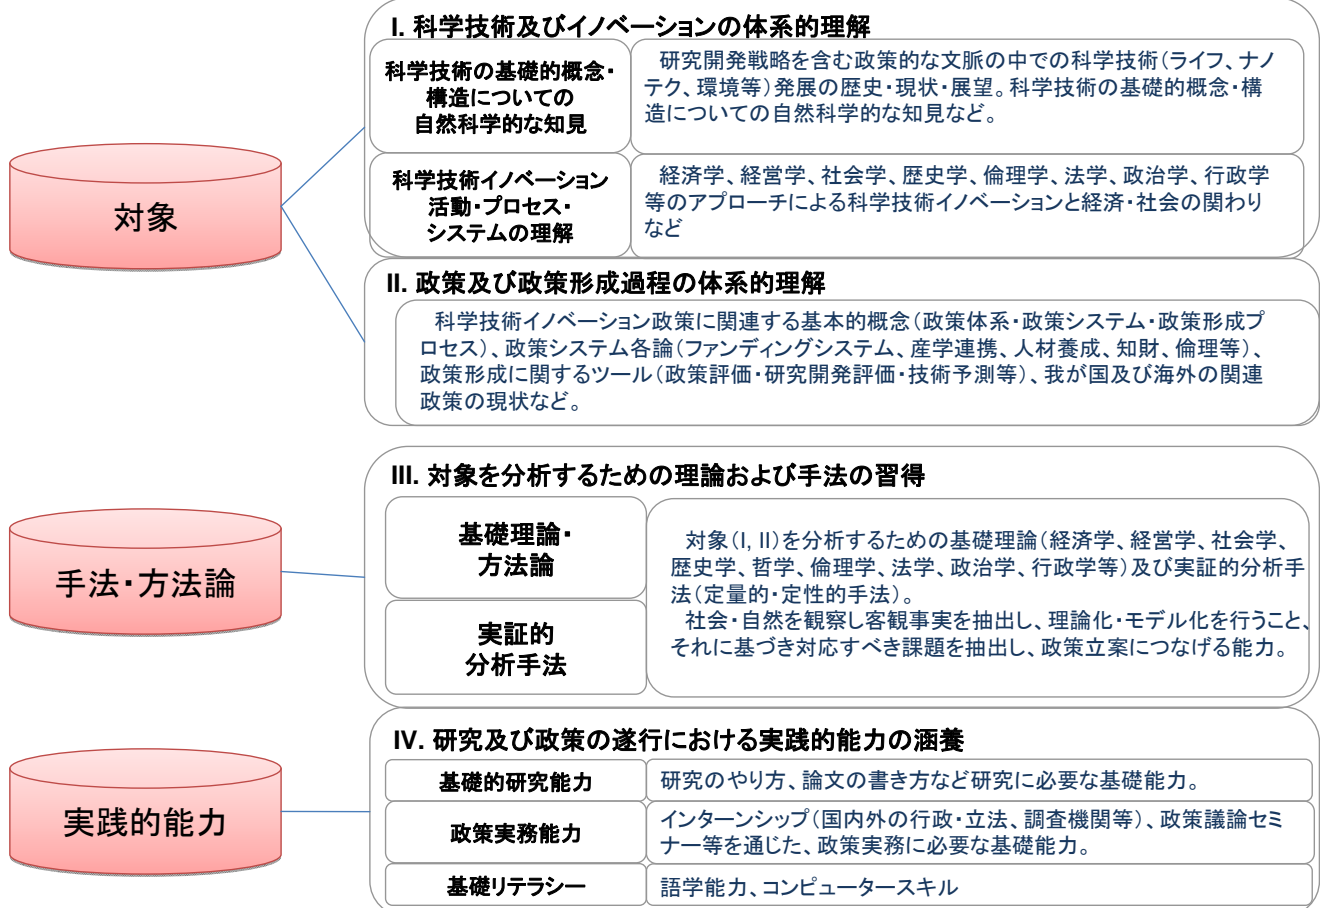 対象
I. 科学技術及びイノベーションの体系的理解
科学技術の基礎的概念・
構造についての
自然科学的な知見
研究開発戦略を含む政策的な文脈の中での科学技術(ライフ、ナノ
テク、環境等)発展の歴史・現状・展望。科学技術の基礎的概念・構
造についての自然科学的な知見など。
科学技術イノベーション
活動・プロセス・
システムの理解
経済学、経営学、社会学、歴史学、倫理学、法学、政治学、行政学
等のアプローチによる科学技術イノベーションと経済・社会の関わり
など
II. 政策及び政策形成過程の体系的理解
科学技術イノベーション政策に関連する基本的概念(政策体系・政策システム・政策形成プ
ロセス)、政策システム各論(ファンディングシステム、産学連携、人材養成、知財、倫理等)、
政策形成に関するツール(政策評価・研究開発評価・技術予測等)、我が国及び海外の関連
政策の現状など。
手法・方法論
III. 対象を分析するための理論および手法の習得
基礎理論・
方法論
実証的
分析手法
対象(I, II)を分析するための基礎理論(経済学、経営学、社会学、
歴史学、哲学、倫理学、法学、政治学、行政学等)及び実証的分析手
法(定量的・定性的手法)。
社会・自然を観察し客観事実を抽出し、理論化・モデル化を行うこと、
それに基づき対応すべき課題を抽出し、政策立案につなげる能力。
実践的能力
IV. 研究及び政策の遂行における実践的能力の涵養
基礎的研究能力
研究のやり方、論文の書き方など研究に必要な基礎能力。
政策実務能力
インターンシップ(国内外の行政・立法、調査機関等)、政策議論セミ
ナー等を通じた、政策実務に必要な基礎能力。
基礎リテラシー
語学能力、コンピュータースキル